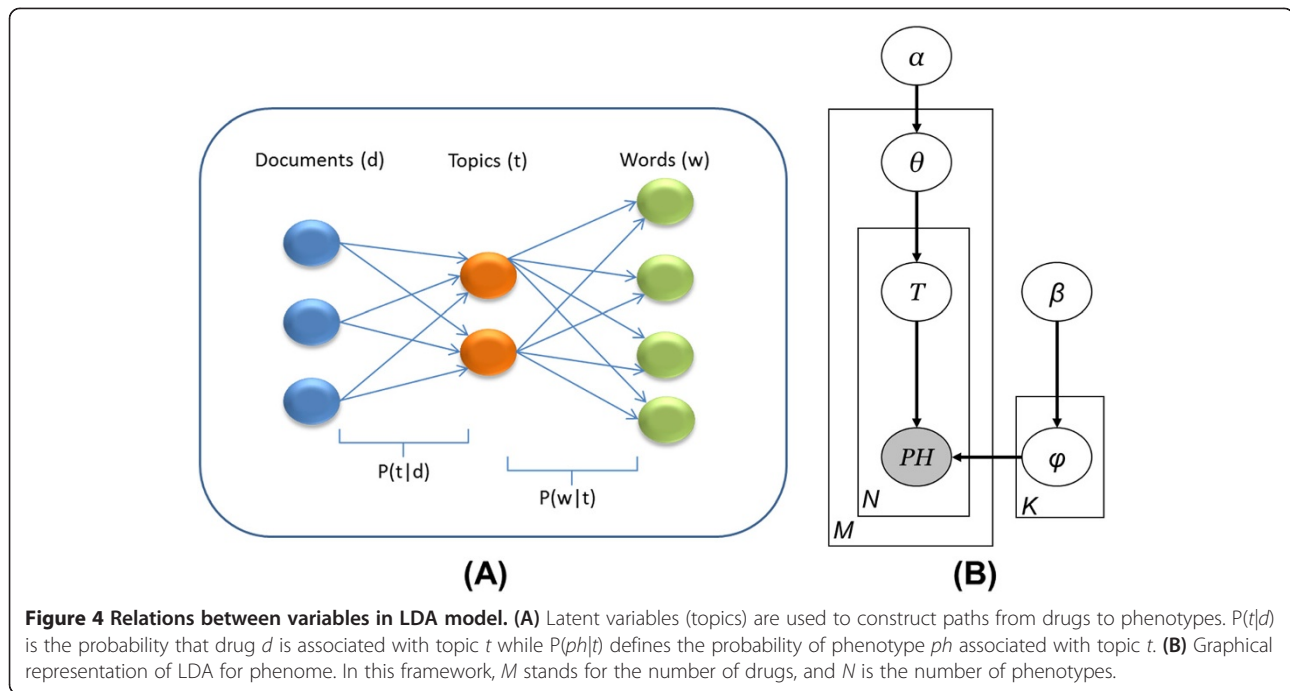 Documents (d) Topics (t) Words (w)
P(t|d)
P(w|t)
(A)
α
θ
T
β
PH
φ
N
K
M
(B)
Figure 4 Relations between variables in LDA model. (A) Latent variables (topics) are used to construct paths from drugs to phenotypes. P(t|d)
is the probability that drug d is associated with topic t while P(ph|t) defines the probability of phenotype ph associated with topic t. (B) Graphical
representation of LDA for phenome. In this framework, M stands for the number of drugs, and N is the number of phenotypes.